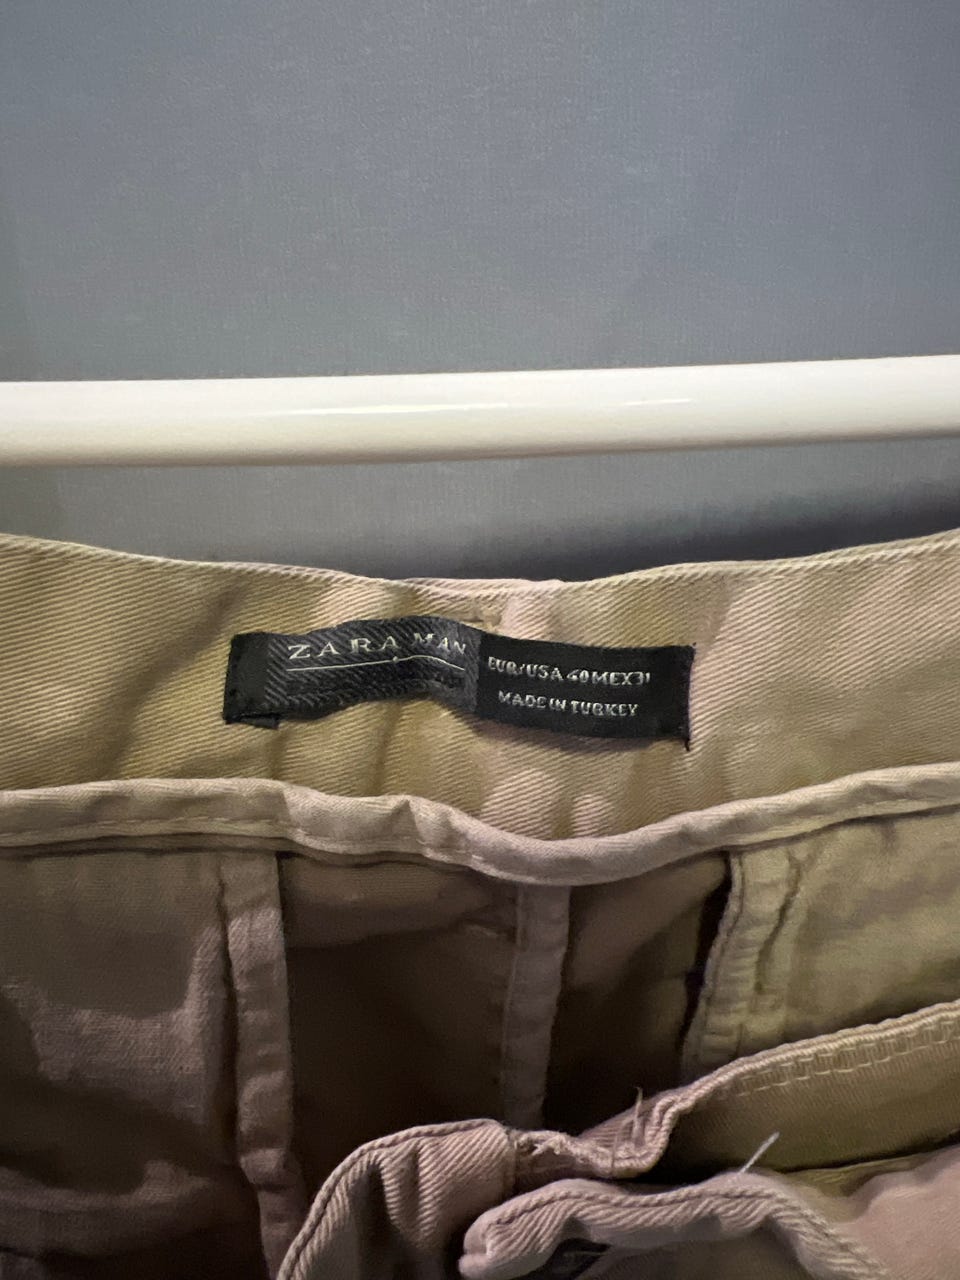 ZARA MAN
EUR/USA 40 MEX 31
MADE IN TURKEY